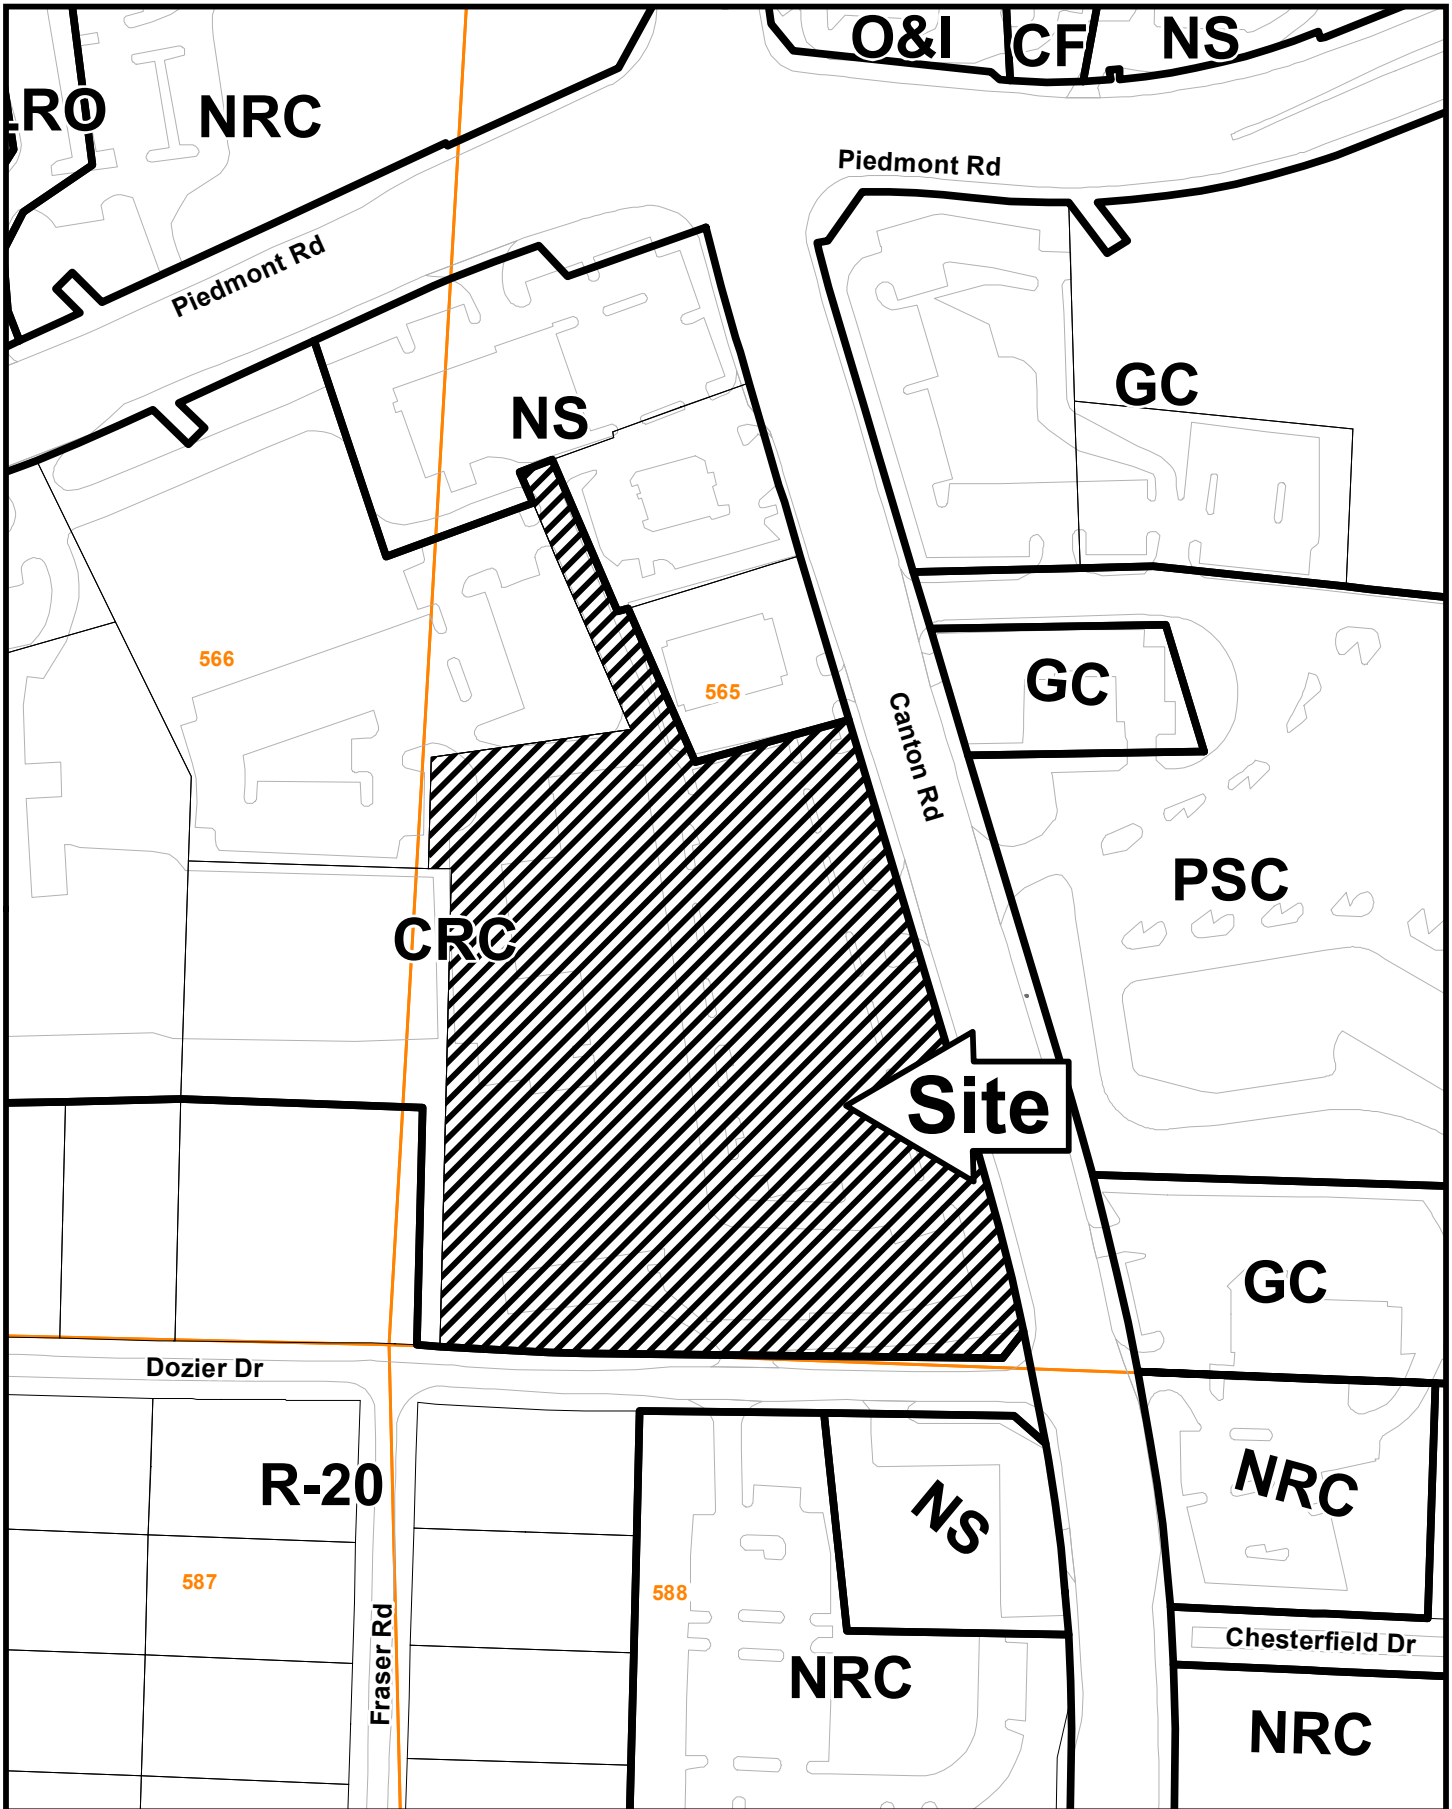 O&I
CF
NS
LRO
NRC
Piedmont Rd
Piedmont Rd
GC
NS
566
565
GC
Canton Rd
PSC
CRC
Site
GC
Dozier Dr
R-20
NS
NRC
587
588
Fraser Rd
Chesterfield Dr
NRC
NRC